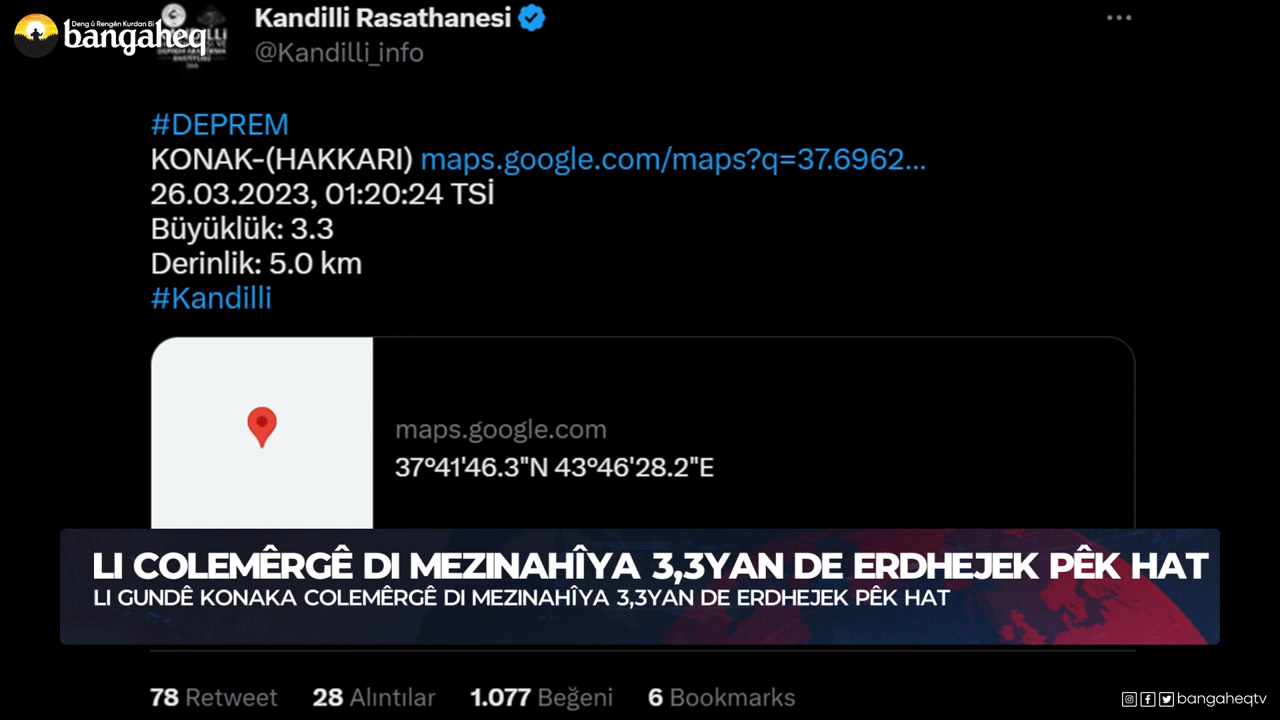 Deng û Rengên Kurdan Bi
bangaheq
Kandilli Rasathanesi
@Kandilli_info
#DEPREM
KONAK-(HAKKARI) maps.google.com/maps?q=37.6962...
26.03.2023, 01:20:24 TSİ
Büyüklük: 3.3
Derinlik: 5.0 km
#Kandilli
maps.google.com
37°41'46.3"N 43°46'28.2"E
LI COLEMÊRGÊ DI MEZINAHÎYA 3,3YAN DE ERDHEJEK PÊK HAT
LI GUNDÊ KONAKA COLEMÊRGÊ DI MEZINAHÎYA 3,3YAN DE ERDHEJEK PÊK HAT
78 Retweet 28 Alıntılar 1.077 Beğeni 6 Bookmarks
bangaheqtv